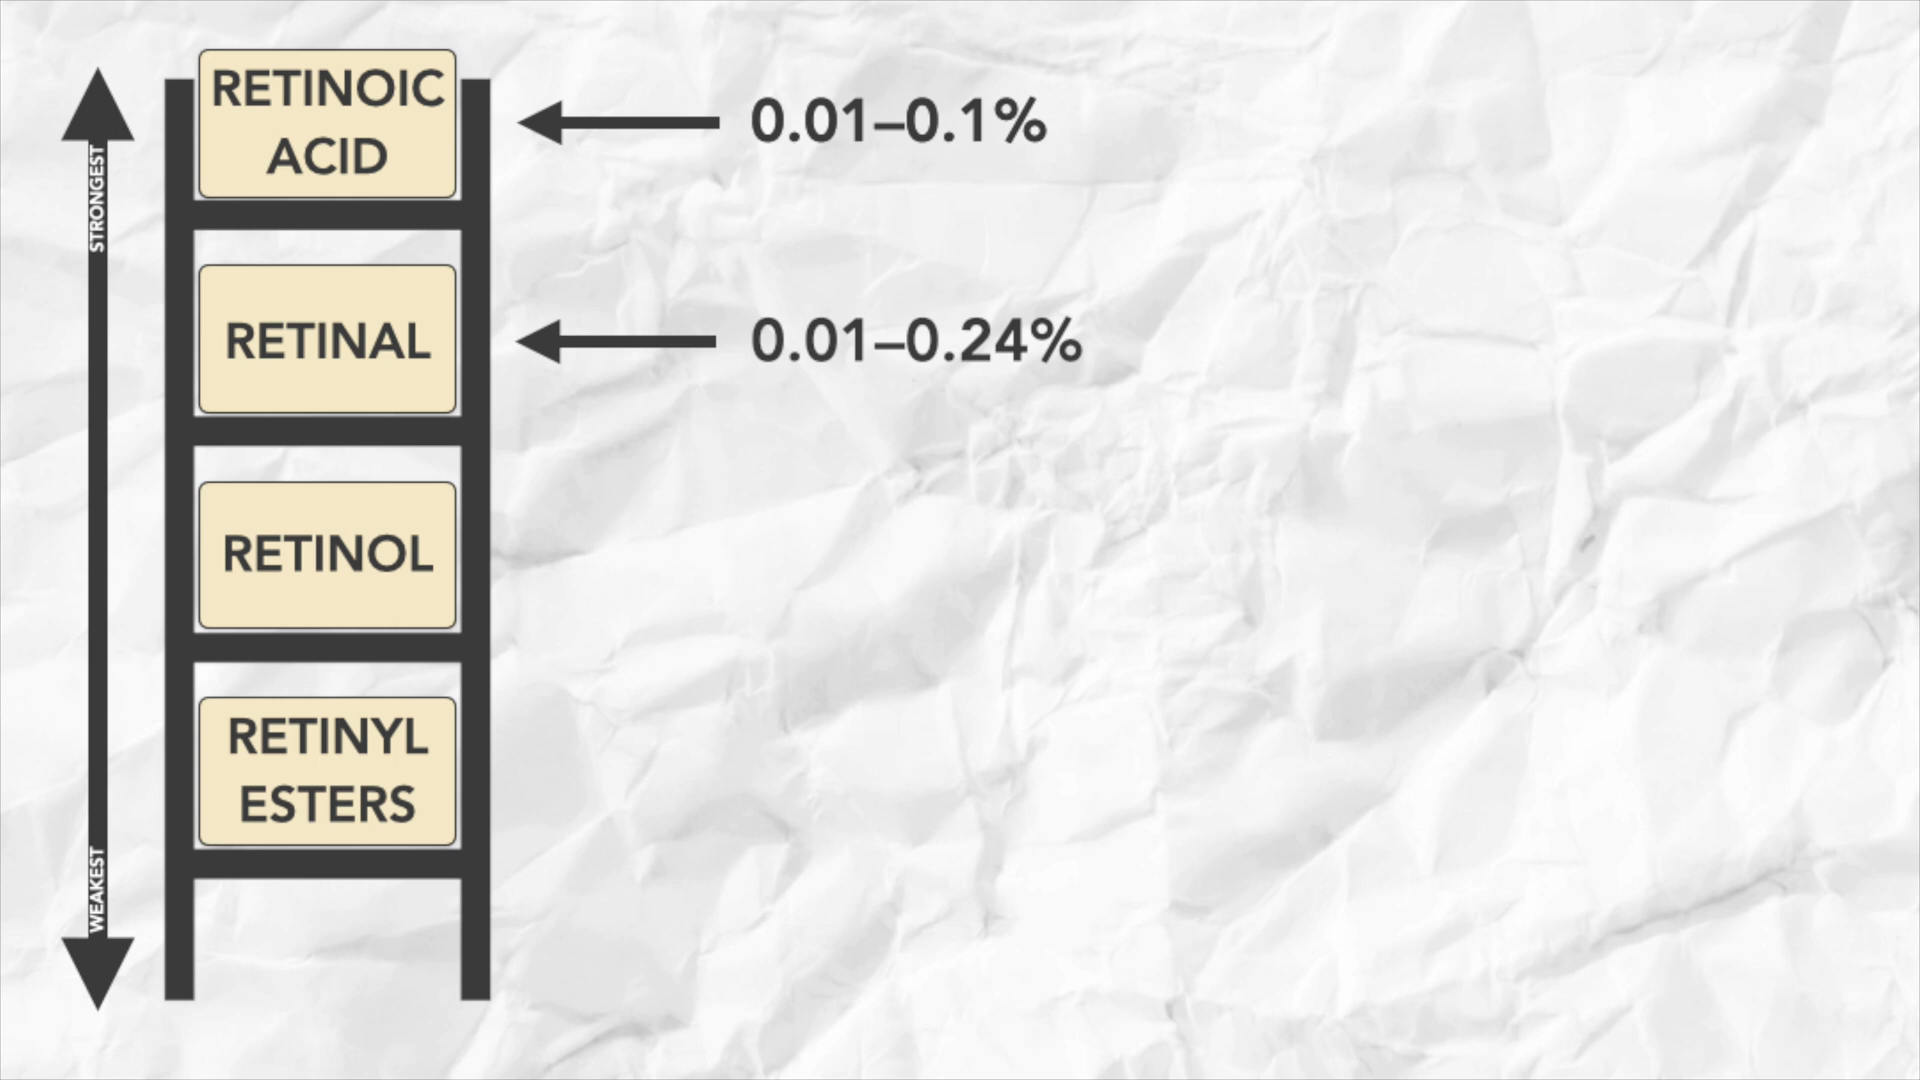 STRONGEST
RETINOIC
ACID
0.01–0.1%
RETINAL
0.01–0.24%
RETINOL
RETINYL
ESTERS
WEAKEST